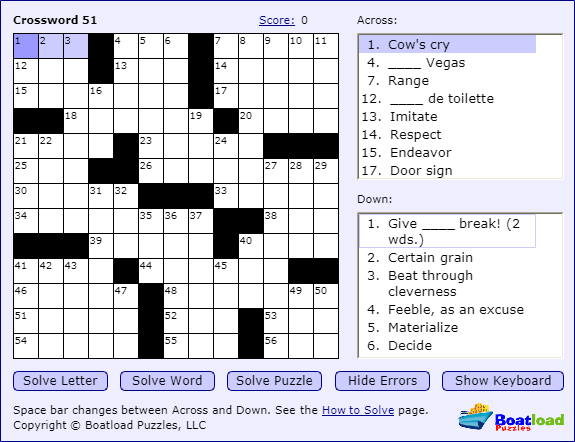 Crossword 51 Score: 0
1 2 3 4 5 6 7 8 9 10 11
12 13 14
15 16 17
18 19 20
21 22 23 24
25 26 27 28 29
30 31 32 33
34 35 36 37 38
39 40
41 42 43 44 45
46 47 48 49 50
51 52 53
54 55 56
Across:
1. Cow's cry
4. ____ Vegas
7. Range
12. ____ de toilette
13. Imitate
14. Respect
15. Endeavor
17. Door sign
Down:
1. Give ____ break! (2
wds.)
2. Certain grain
3. Beat through
cleverness
4. Feeble, as an excuse
5. Materialize
6. Decide
Solve Letter Solve Word Solve Puzzle Hide Errors Show Keyboard
Space bar changes between Across and Down. See the How to Solve page.
Copyright © Boatload Puzzles, LLC
Boatload
Puzzles